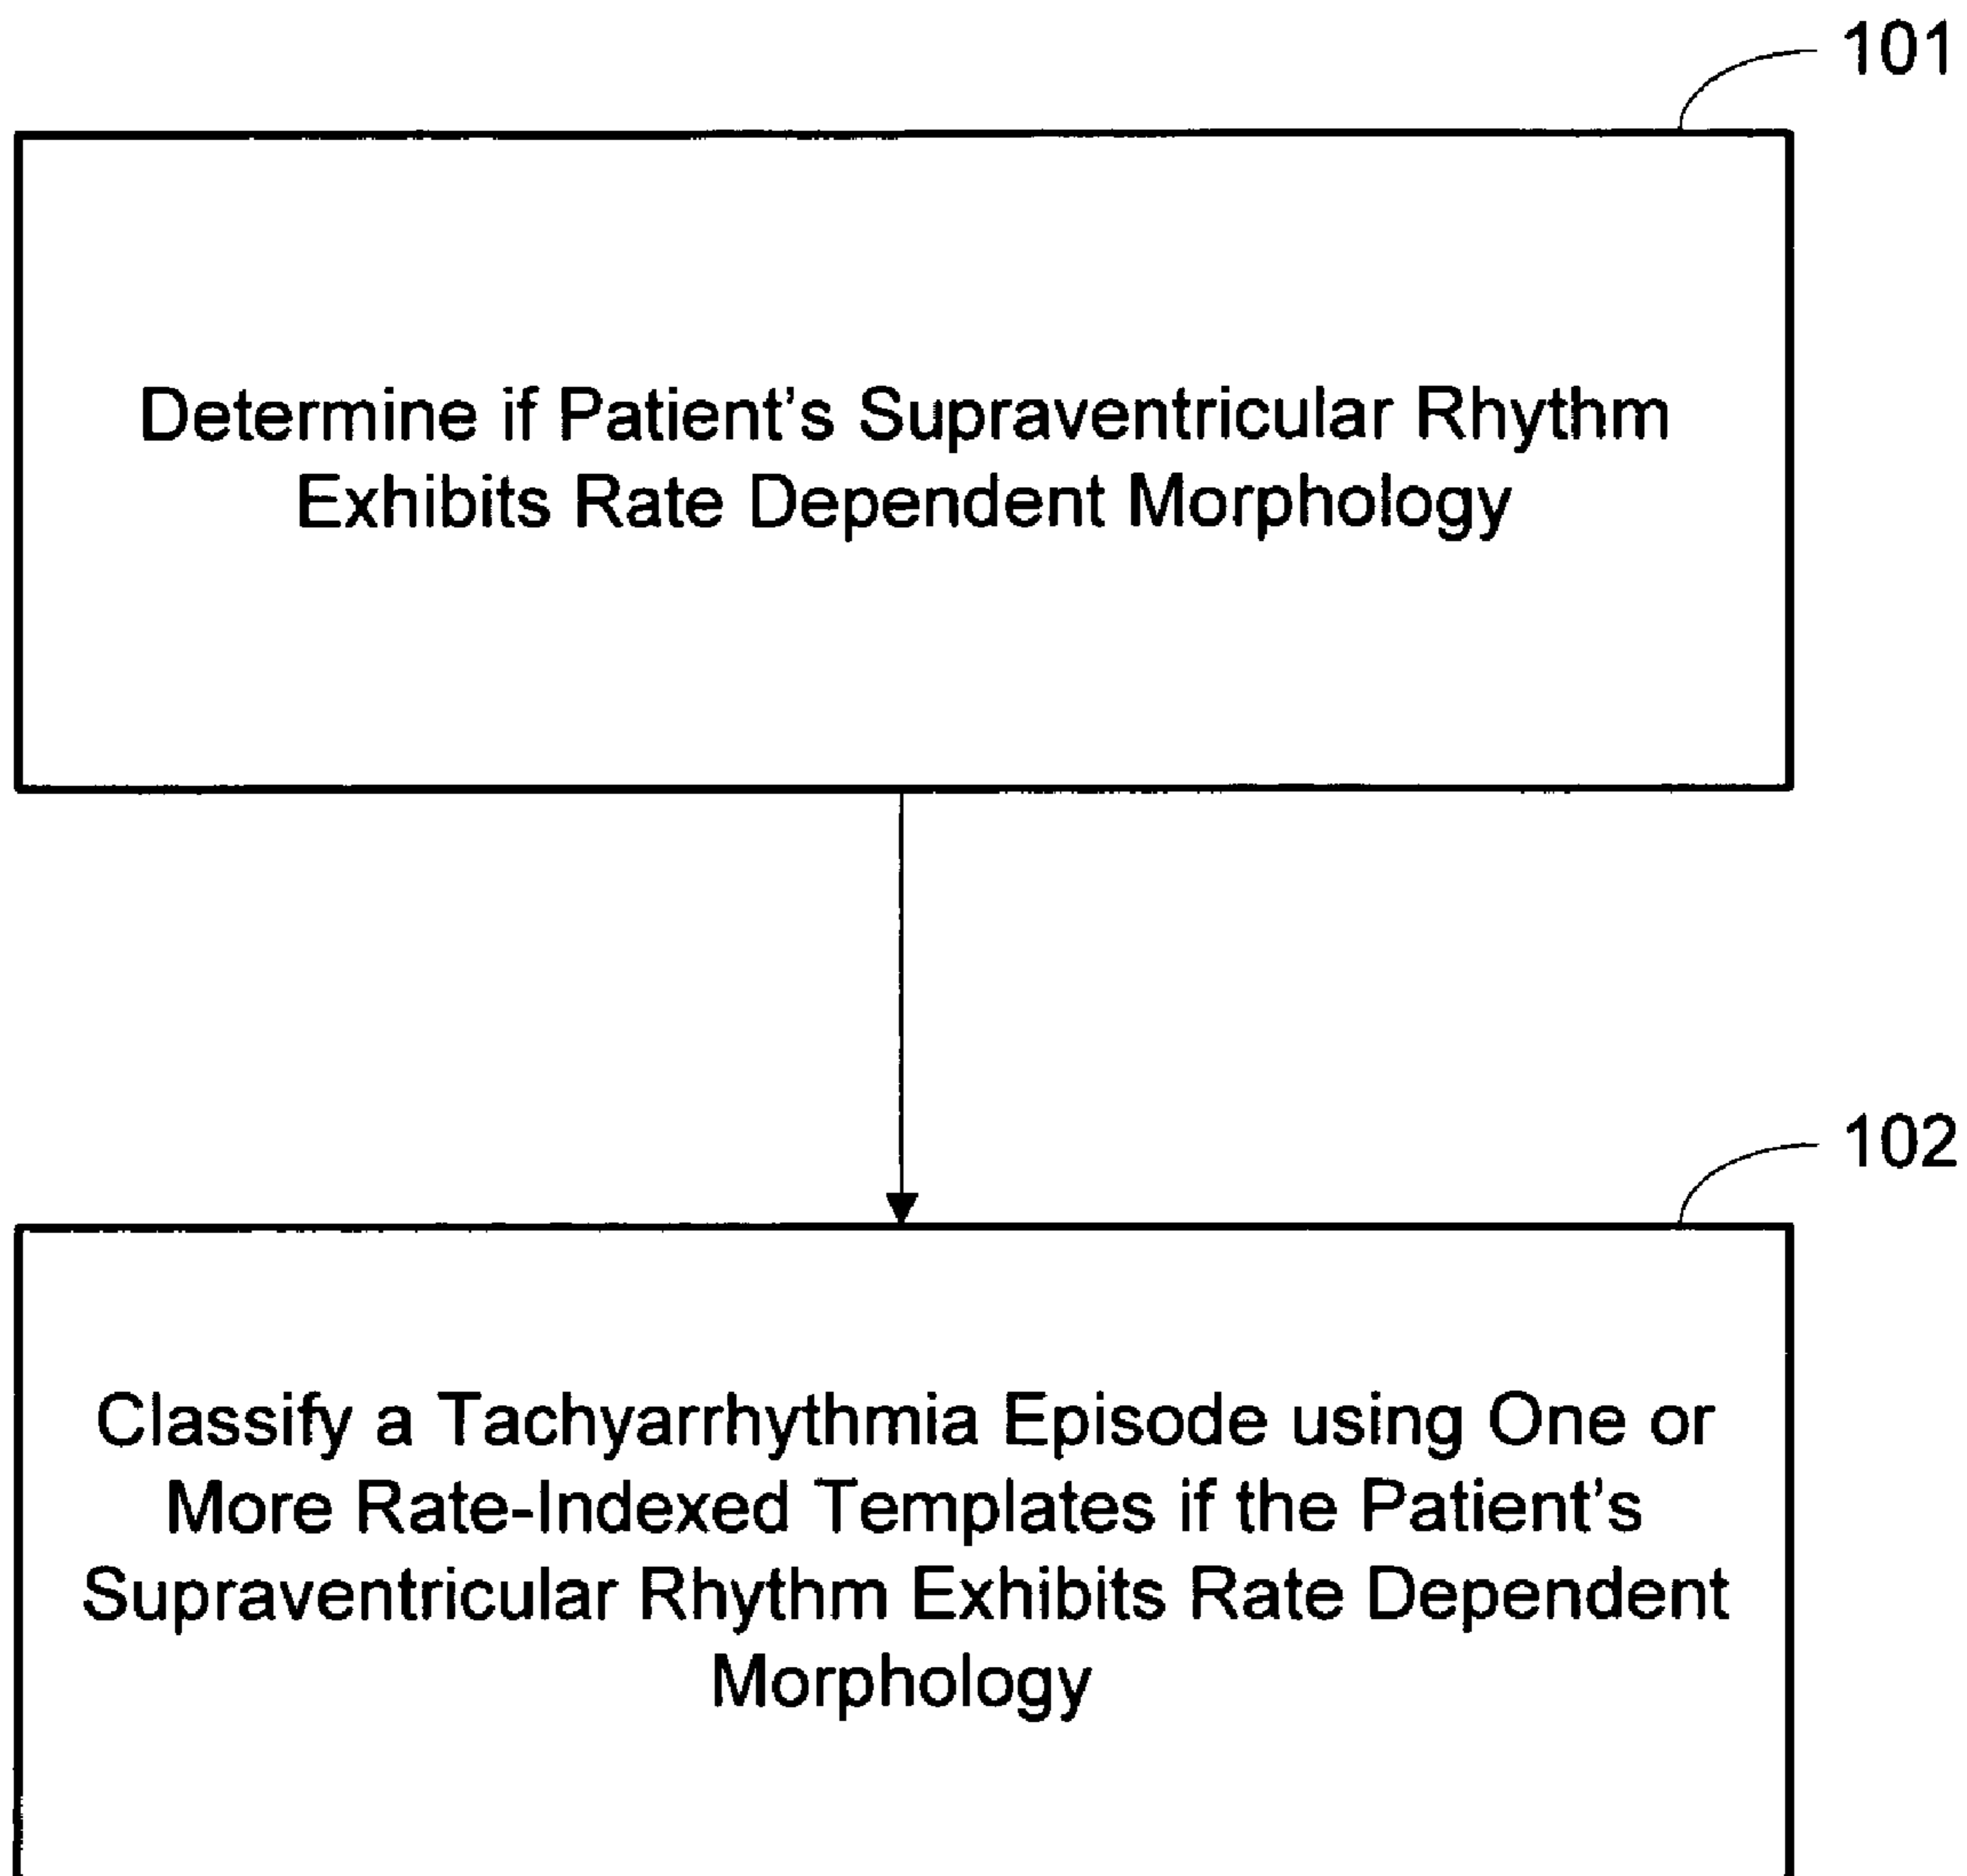 101
Determine if Patient's Supraventricular Rhythm
Exhibits Rate Dependent Morphology
102
Classify a Tachyarrhythmia Episode using One or
More Rate-Indexed Templates if the Patient's
Supraventricular Rhythm Exhibits Rate Dependent
Morphology